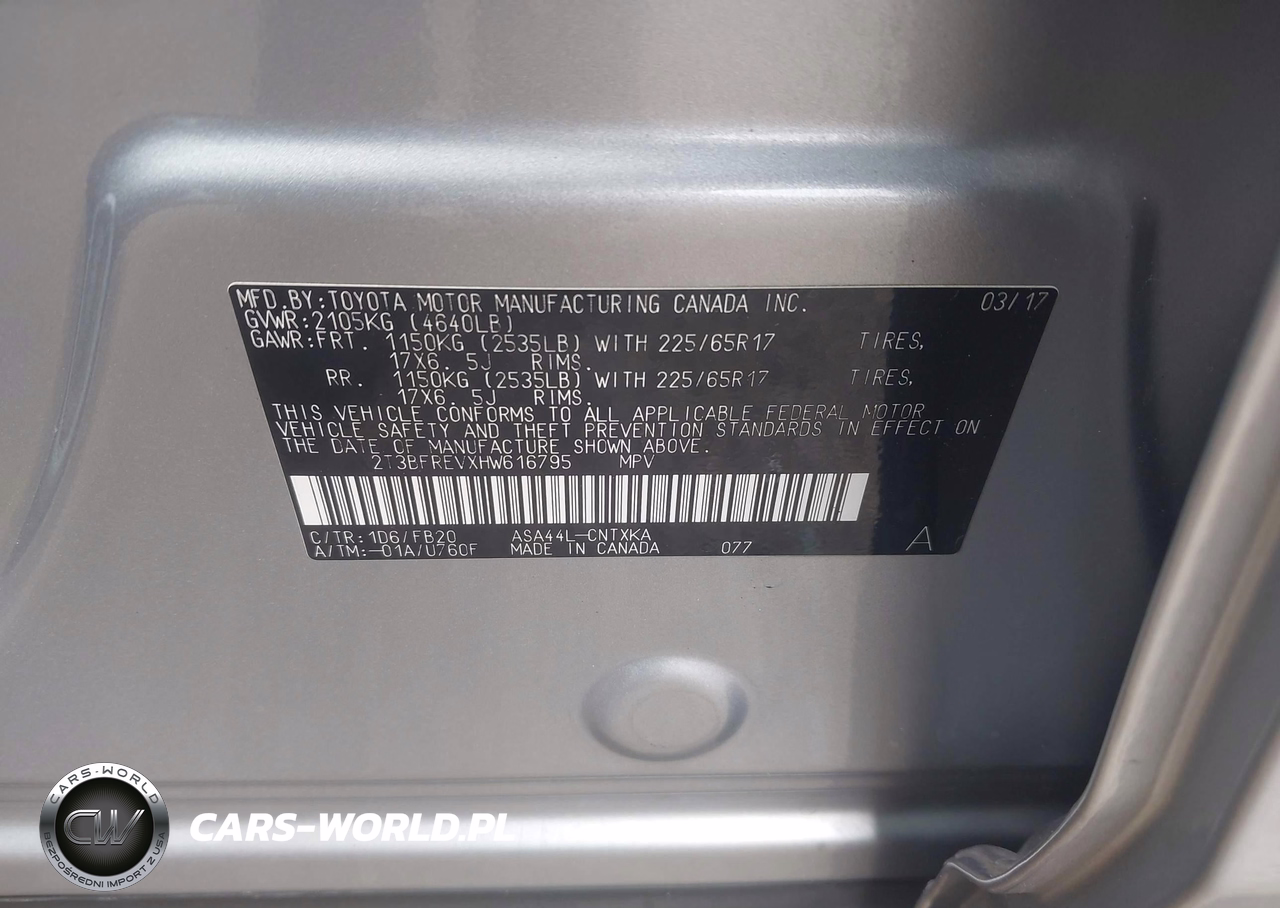 MFD.BY:TOYOTA MOTOR MANUFACTURING CANADA INC. 03/17
GVWR:2105KG (4640LB)
GAWR:FRT. 1150KG (2535LB) WITH 225/65R17 TIRES,
17X6. 5J RIMS.
RR. 1150KG (2535LB) WITH 225/65R17 TIRES,
17X6. 5J RIMS.
THIS VEHICLE CONFORMS TO ALL APPLICABLE FEDERAL MOTOR
VEHICLE SAFETY AND THEFT PREVENTION STANDARDS IN EFFECT ON
THE DATE OF MANUFACTURE SHOWN ABOVE.
2T3BFREVXHW616795 MPV
C/TR:1D6/FB20 ASA44L-CNTXKA
A/TM:-01A/U760F MADE IN CANADA 077 A
CARS-WORLD
CW
BEZPOŚREDNI IMPORT Z USA
CARS-WORLD.PL